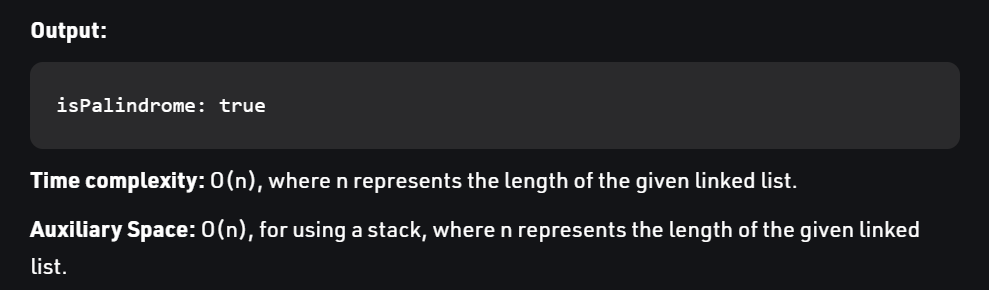 Output:
isPalindrome: true
Time complexity: O(n), where n represents the length of the given linked list.
Auxiliary Space: O(n), for using a stack, where n represents the length of the given linked
list.